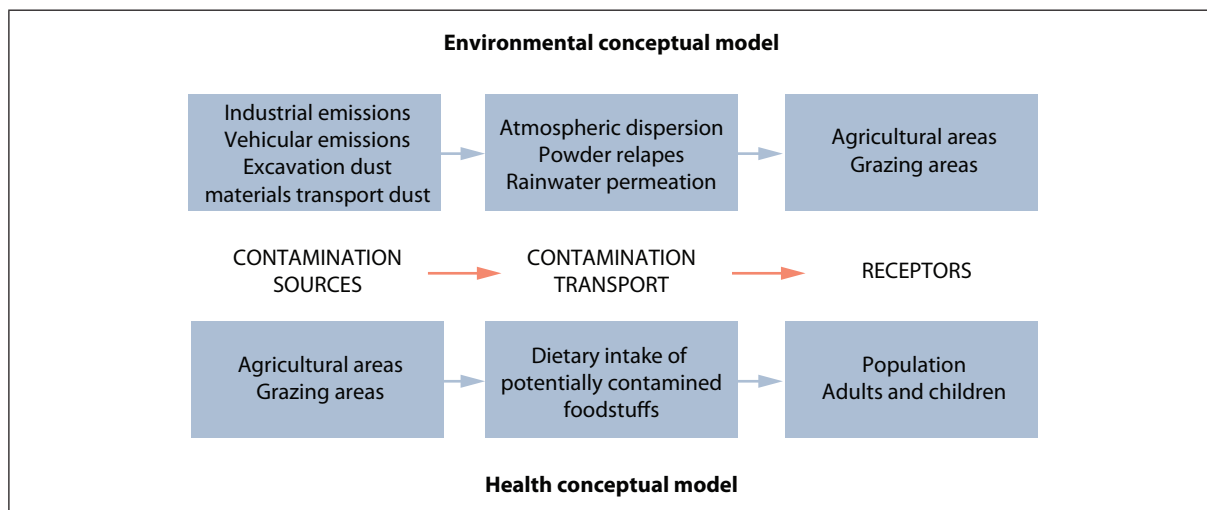 Environmental conceptual model
Industrial emissions
Vehicular emissions
Excavation dust
materials transport dust
Atmospheric dispersion
Powder relapses
Rainwater permeation
Agricultural areas
Grazing areas
CONTAMINATION
SOURCES
CONTAMINATION
TRANSPORT
RECEPTORS
Agricultural areas
Grazing areas
Dietary intake of
potentially contamined
foodstuffs
Population
Adults and children
Health conceptual model